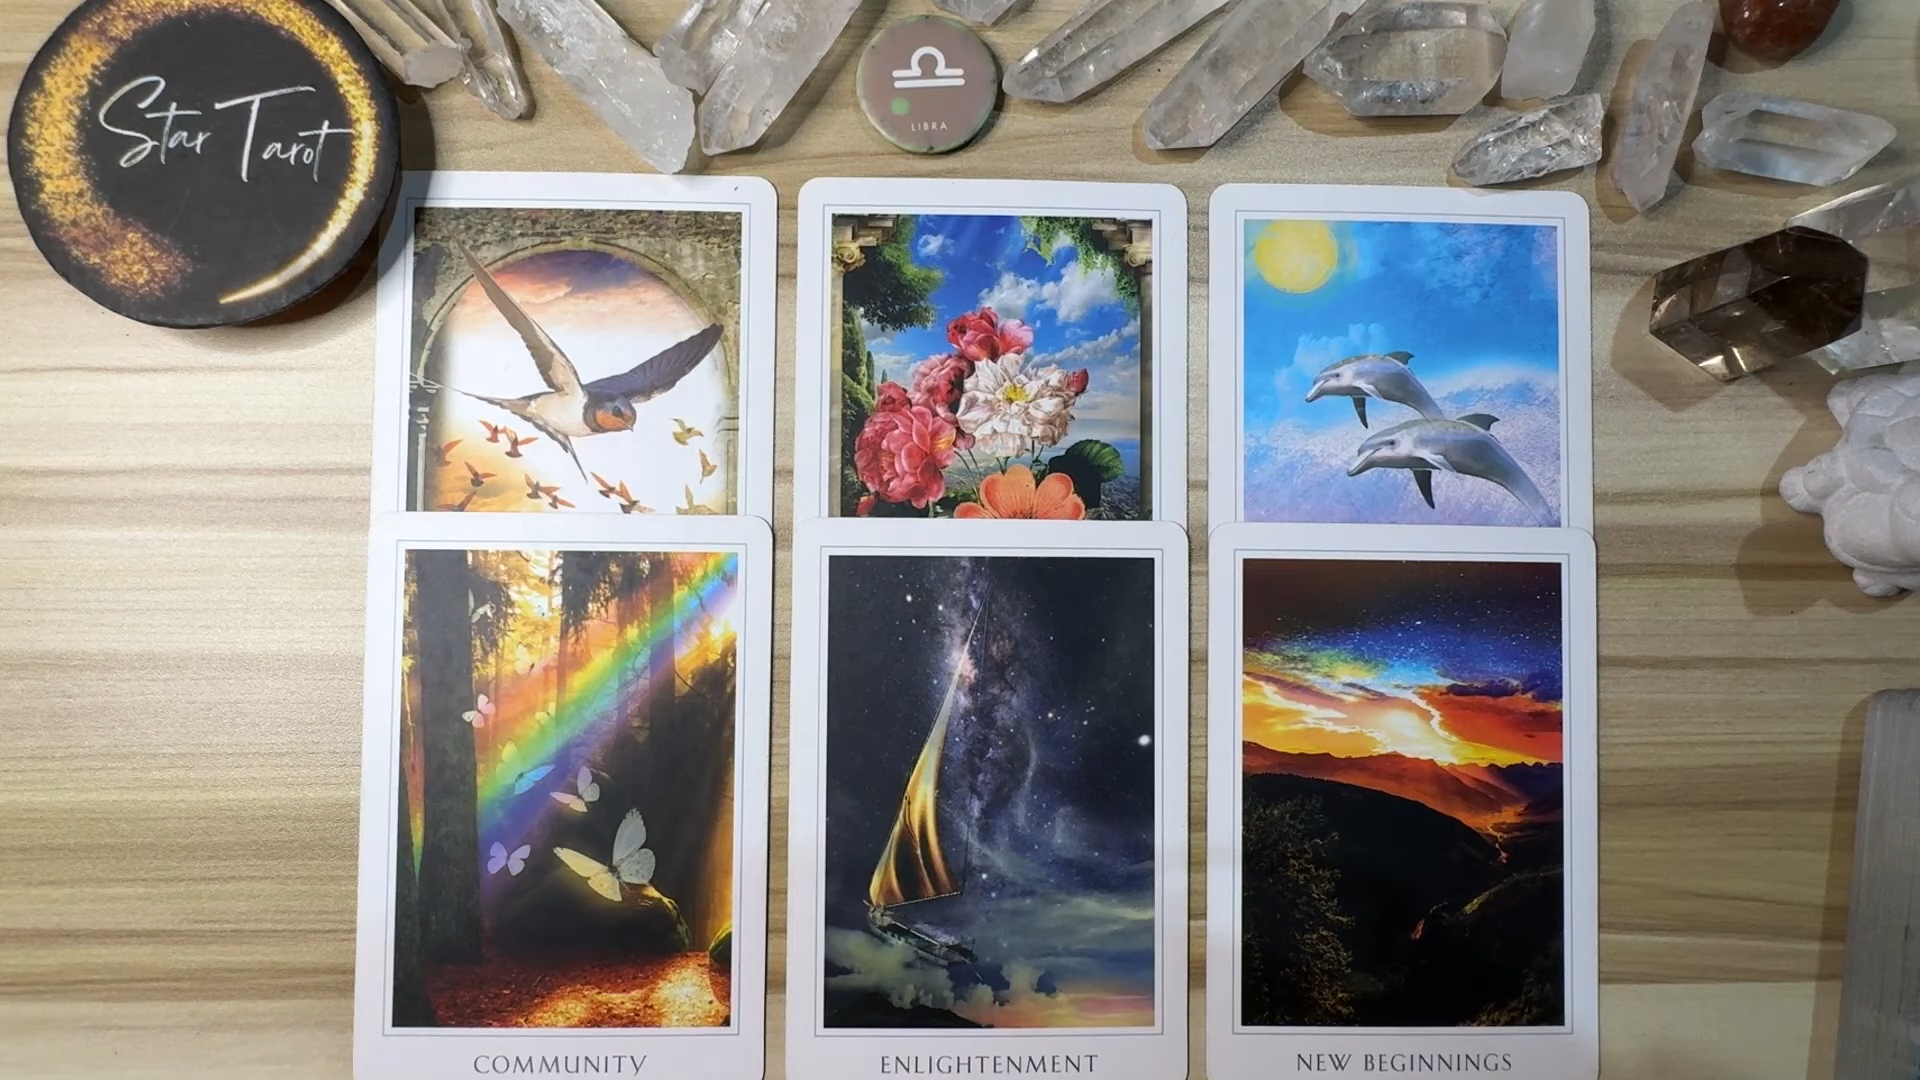 Star Tarot
LIBRA
COMMUNITY
ENLIGHTENMENT
NEW BEGINNINGS